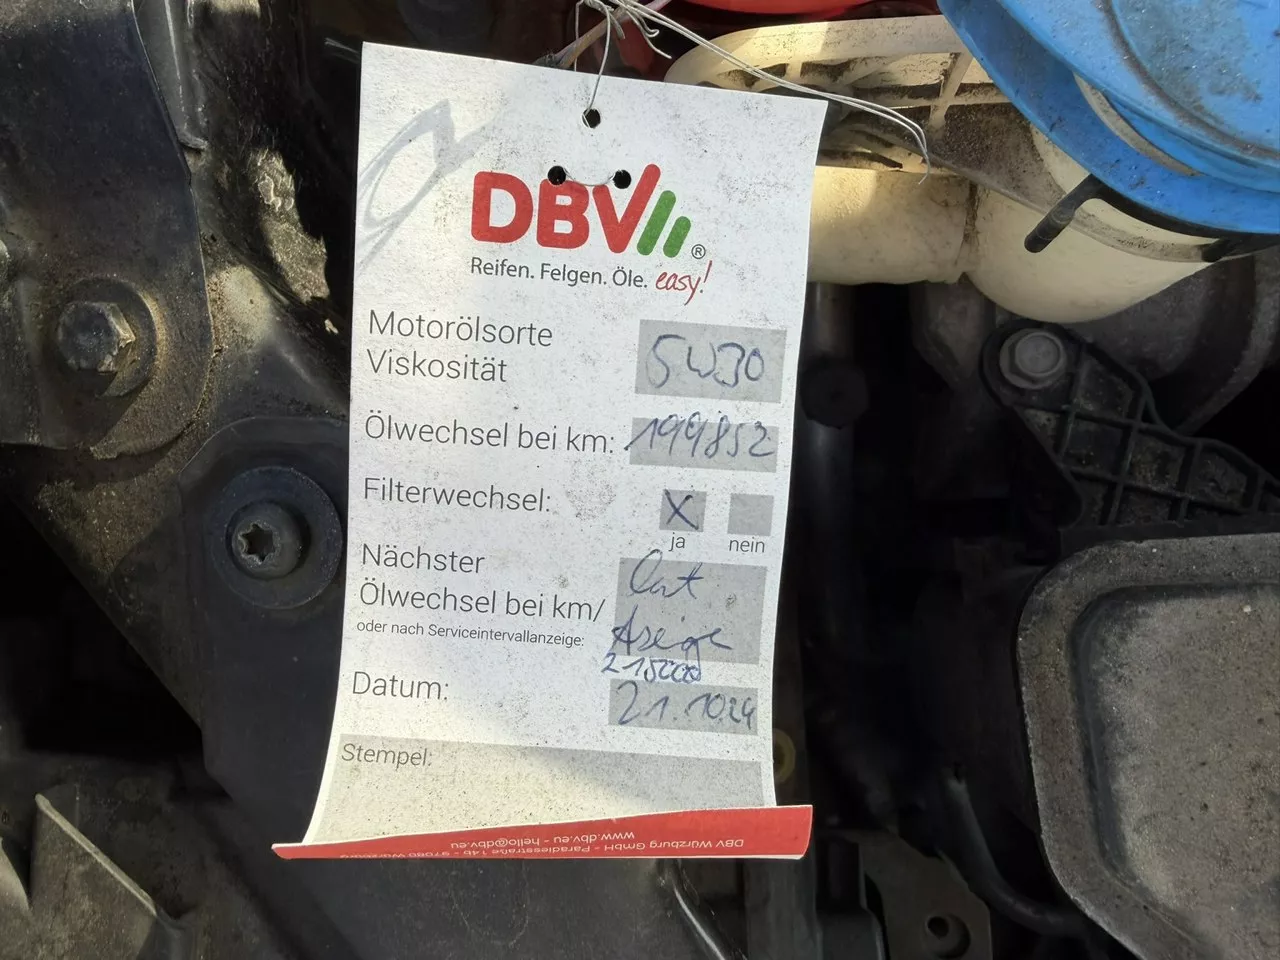 DBV®
Reifen. Felgen. Öle. easy!
Motorölsorte
Viskosität
5W30
Ölwechsel bei km:
199852
Filterwechsel:
X
ja
nein
Nächster
Ölwechsel bei km/
oder nach Serviceintervallanzeige:
215000
Datum:
21.10.24
Stempel:
DBV Würzburg GmbH - Paradiesstraße 14b - 97080 Würzburg
www.dbv.eu - hello@dbv.eu